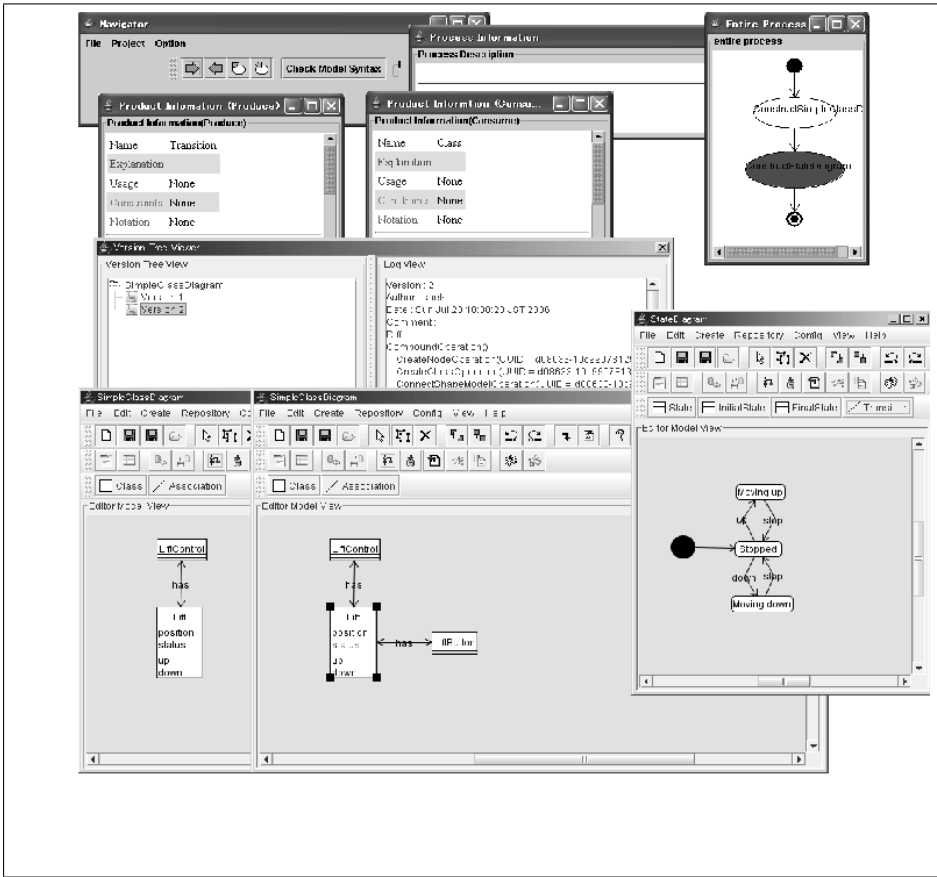 Navigator
File Project Option
Check Model Syntax
Process Information
Process Description
Entire Process
entire process
Product Infomation (Produce)
Product Information(Produce)
Name Transition
Explanation
Usage None
Constraints None
Notation None
Product Informtion (Consu...
Product Information(Consume)
Name Class
Explanation
Usage None
None
Notation None
Version Tree Viewer
Version Tree View
SimpleClassDiagram
Version 1
Version 2
Log View
Version : 2
Comment :
Diff
CompoundOperation()
SimpleClassDiagram
File Edit Create Repository
Class Association
Editor Model View
LiftControl
has
Lift
position
status
up
down
SimpleClassDiagram
File Edit Create Repository Config View Help
Class Association
Editor Model View
LiftControl
has
Lift
position
status
up
down
has
LiftButton
StateDiagram
File Edit Create Repository Config View Help
State InitialState FinalState Transi
Editor Model View
Moving up
up stop
Stopped
down stop
Moving down